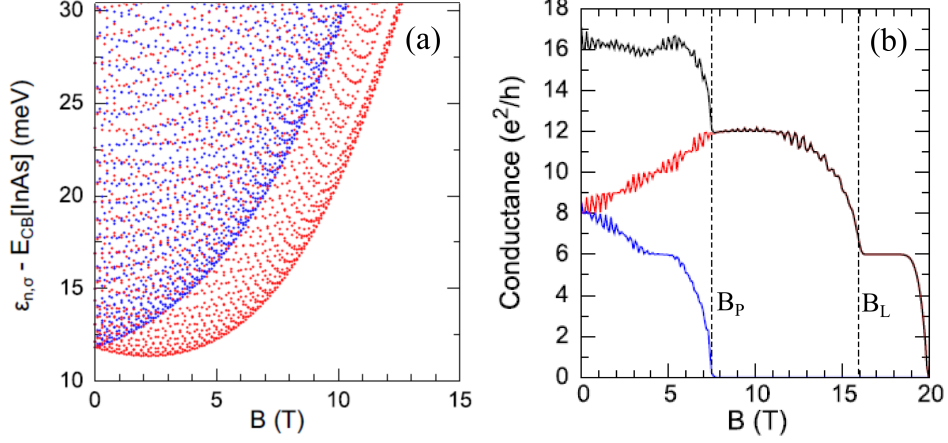 (a)
30
25
20
15
10
ε_{n,σ} - E_{CB}[InAs] (meV)
0 5 10 15
B (T)
(b)
18
16
14
12
10
8
6
4
2
0
Conductance (e²/h)
B_P
B_L
0 5 10 15 20
B (T)